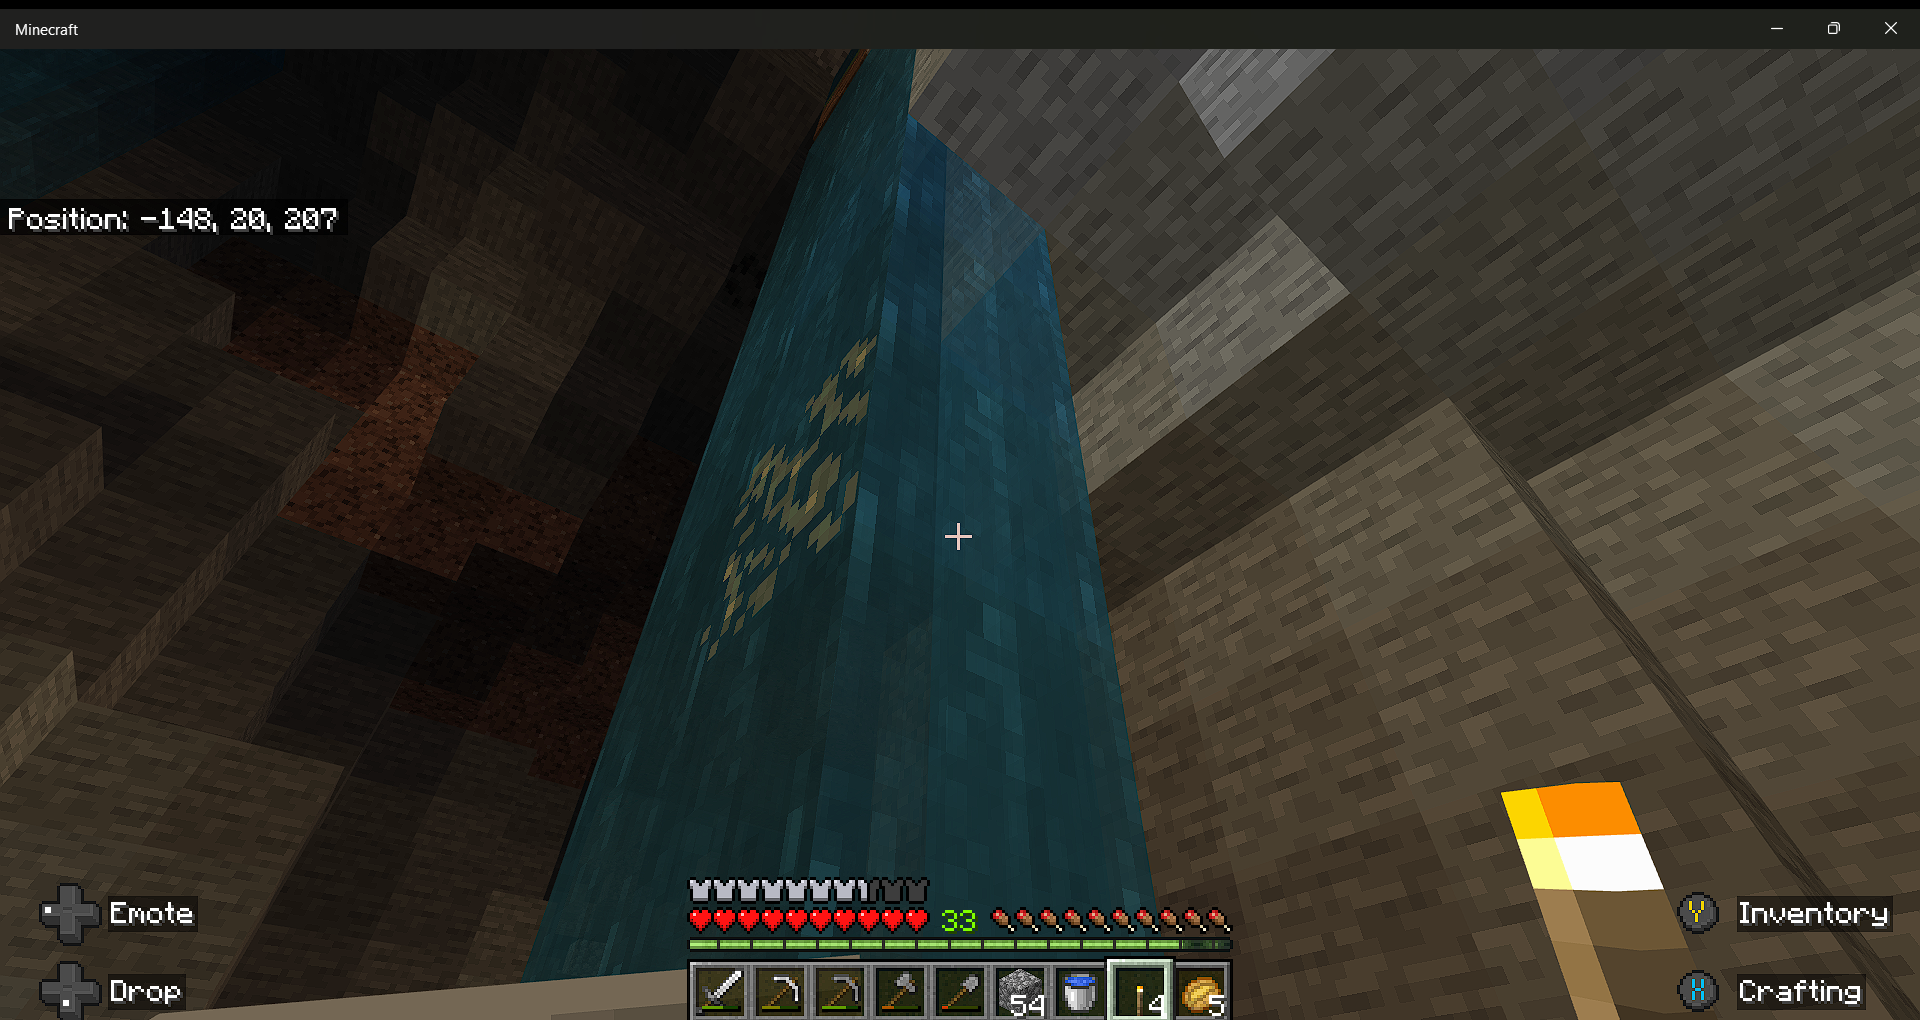 Minecraft
Position: -148, 20, 207
33
Emote
Inventory
Drop
54
4
5
Crafting
Y
X